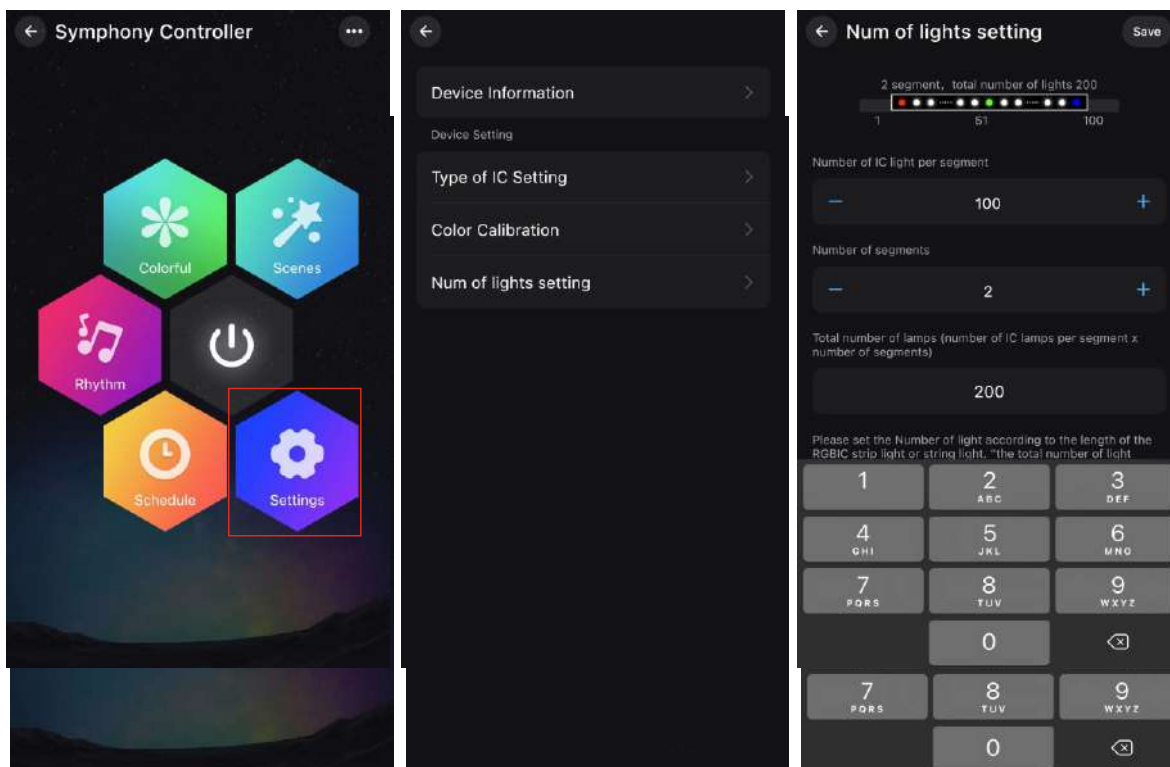 Symphony Controller
Colorful
Scenes
Rhythm
Schedule
Settings
Device Information
Device Setting
Type of IC Setting
Color Calibration
Num of lights setting
Num of lights setting
Save
2 segment, total number of lights 200
1 51 100
Number of IC light per segment
− 100 +
Number of segments
− 2 +
Total number of lamps (number of IC lamps per segment x
number of segments)
200
Please set the Number of light according to the length of the
RGBIC strip light or string light. "the total number of light
1 2 3
ABC DEF
4 5 6
GHI JKL MNO
7 8 9
PQRS TUV WXYZ
0
7 8 9
PQRS TUV WXYZ
0